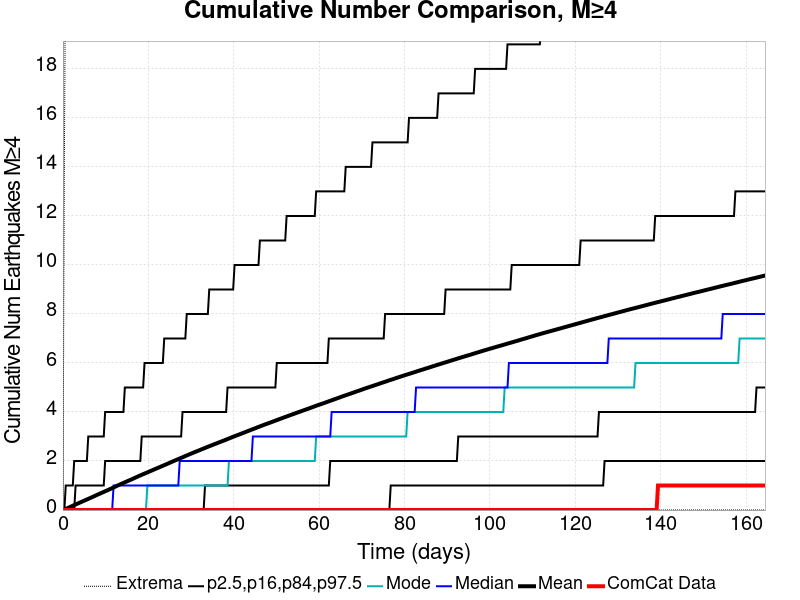 Cumulative Number Comparison, M≥4
Cumulative Num Earthquakes M≥4
18
16
14
12
10
8
6
4
2
0
0 20 40 60 80 100 120 140 160
Time (days)
Extrema p2.5,p16,p84,p97.5 Mode Median Mean ComCat Data